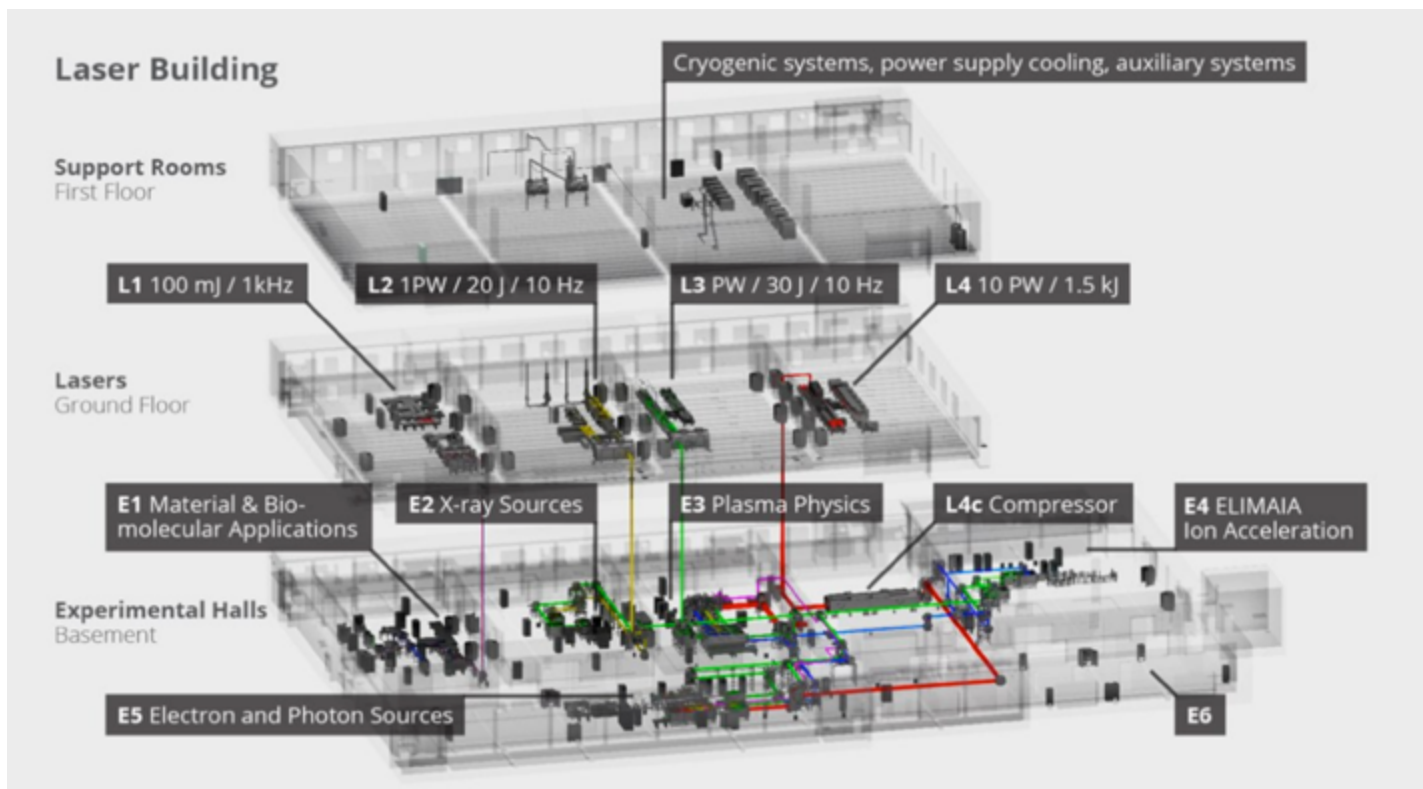 Laser Building
Cryogenic systems, power supply cooling, auxiliary systems
Support Rooms
First Floor
L1 100 mJ / 1kHz
L2 1PW / 20 J / 10 Hz
L3 PW / 30 J / 10 Hz
L4 10 PW / 1.5 kJ
Lasers
Ground Floor
E1 Material & Bio-
molecular Applications
E2 X-ray Sources
E3 Plasma Physics
L4c Compressor
E4 ELIMAIA
Ion Acceleration
Experimental Halls
Basement
E5 Electron and Photon Sources
E6